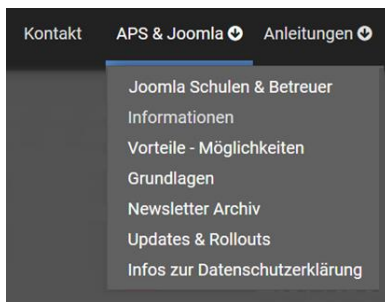 Kontakt APS & Joomla Anleitungen
Joomla Schulen & Betreuer
Informationen
Vorteile - Möglichkeiten
Grundlagen
Newsletter Archiv
Updates & Rollouts
Infos zur Datenschutzerklärung